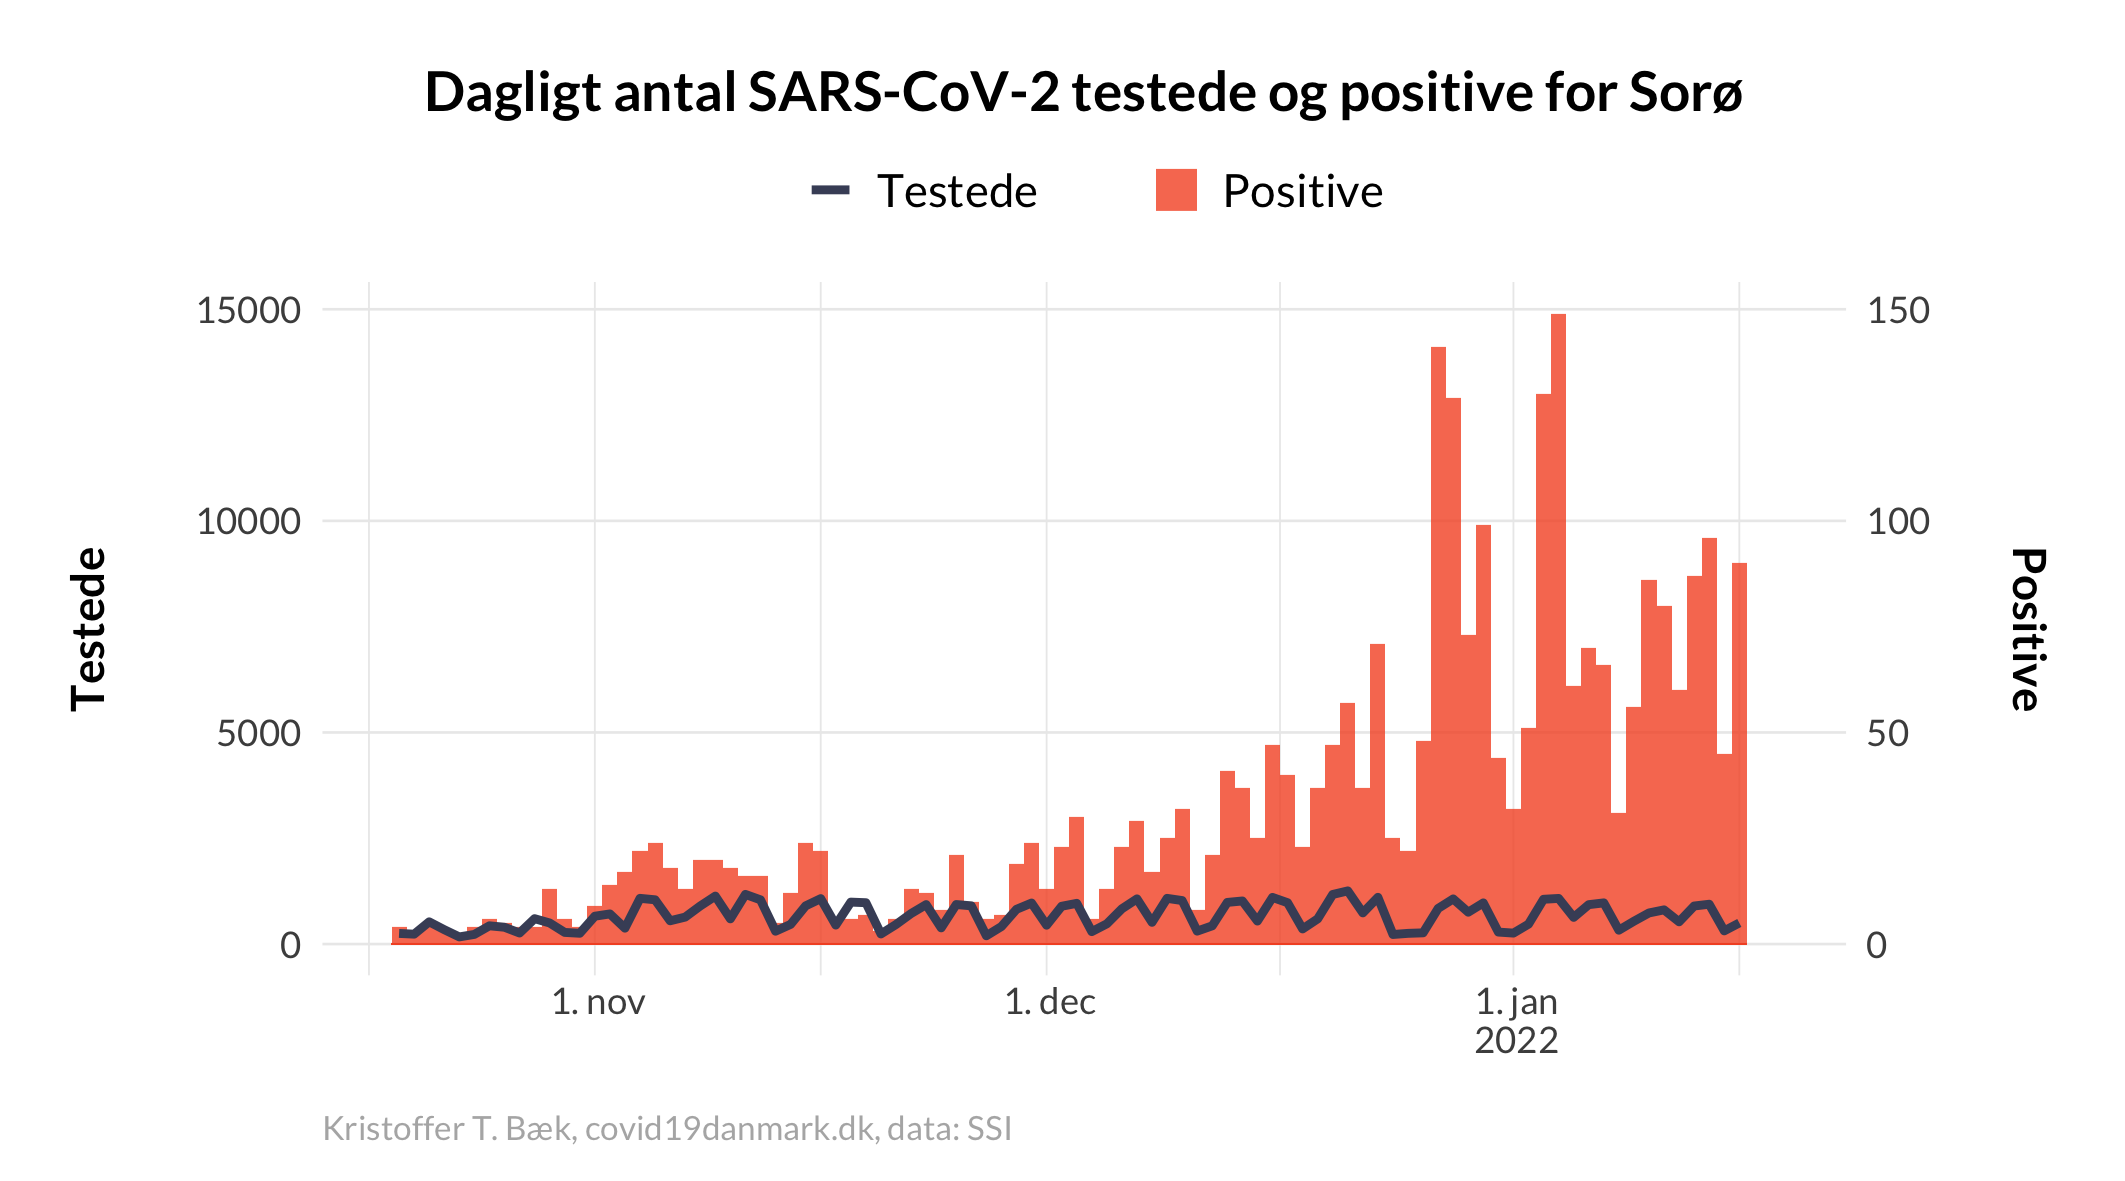 Dagligt antal SARS-CoV-2 testede og positive for Sorø
Testede
Positive
15000
10000
5000
0
Testede
150
100
50
0
Positive
1. nov
1. dec
1. jan
2022
Kristoffer T. Bæk, covid19danmark.dk, data: SSI